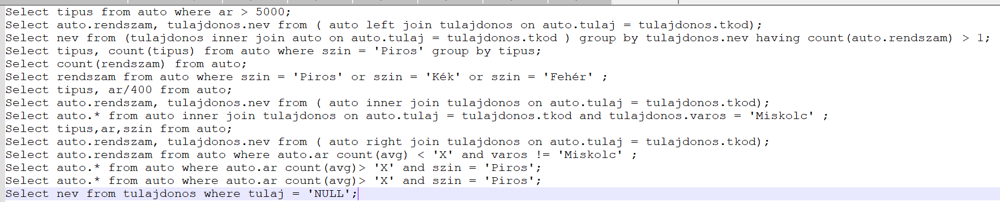 Select tipus from auto where ar > 5000;
Select auto.rendszam, tulajdonos.nev from ( auto left join tulajdonos on auto.tulaj = tulajdonos.tkod);
Select nev from (tulajdonos inner join auto on auto.tulaj = tulajdonos.tkod ) group by tulajdonos.nev having count(auto.rendszam) > 1;
Select tipus, count(tipus) from auto where szin = 'Piros' group by tipus;
Select count(rendszam) from auto;
Select rendszam from auto where szin = 'Piros' or szin = 'Kék' or szin = 'Fehér' ;
Select tipus, ar/400 from auto;
Select auto.rendszam, tulajdonos.nev from ( auto inner join tulajdonos on auto.tulaj = tulajdonos.tkod);
Select auto.* from auto inner join tulajdonos on auto.tulaj = tulajdonos.tkod and tulajdonos.varos = 'Miskolc' ;
Select tipus,ar,szin from auto;
Select auto.rendszam, tulajdonos.nev from ( auto right join tulajdonos on auto.tulaj = tulajdonos.tkod);
Select auto.rendszam from auto where auto.ar count(avg) < 'X' and varos != 'Miskolc' ;
Select auto.* from auto where auto.ar count(avg)> 'X' and szin = 'Piros';
Select auto.* from auto where auto.ar count(avg)> 'X' and szin = 'Piros';
Select nev from tulajdonos where tulaj = 'NULL';